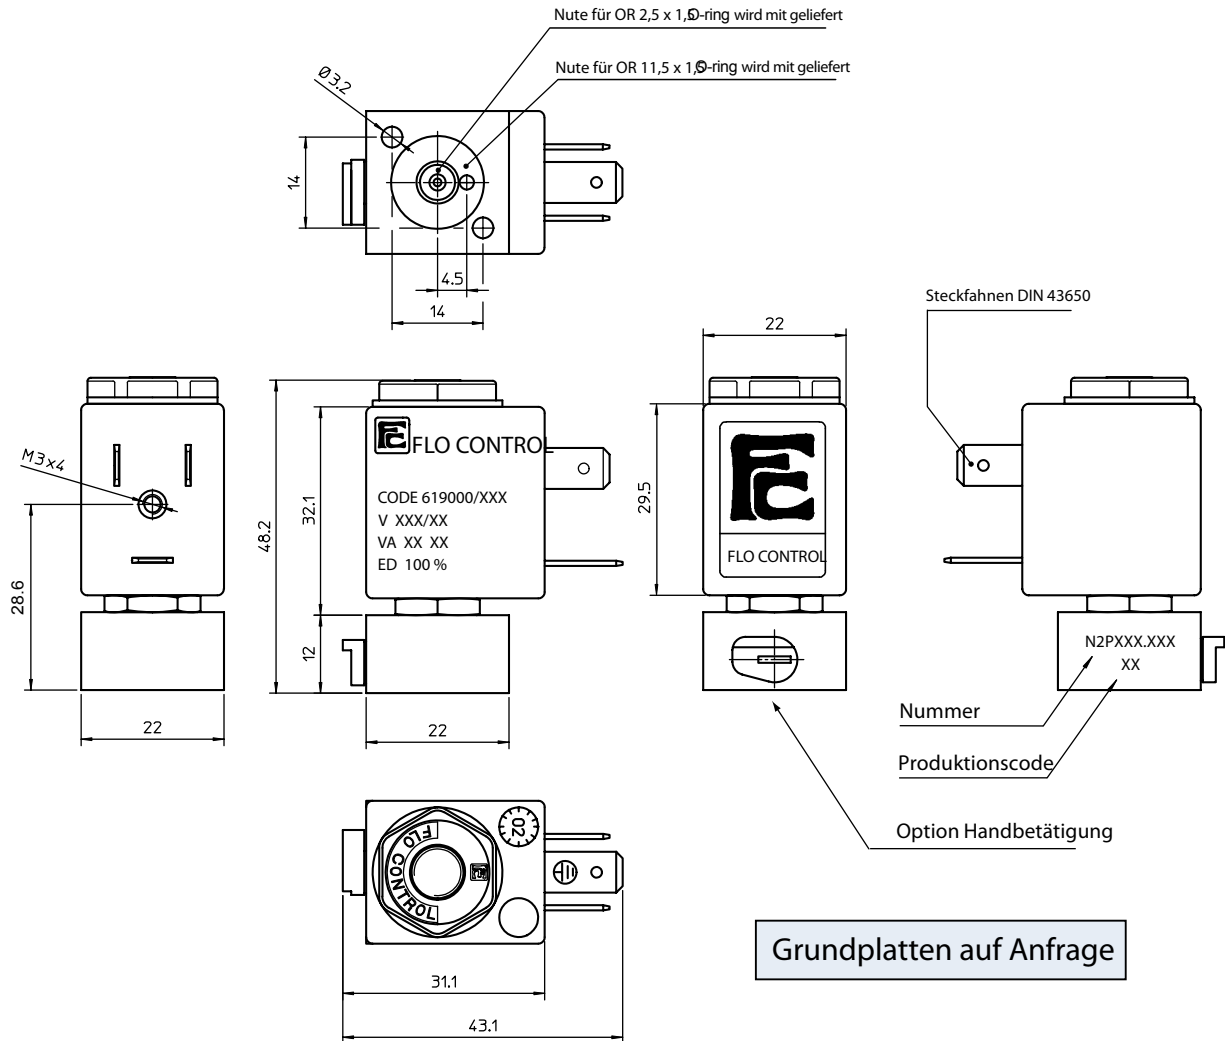 Nute für OR 2,5 x 1,5 O-ring wird mit geliefert
Nute für OR 11,5 x 1,5 O-ring wird mit geliefert
Ø3.2
14
4.5
14
Steckfahnen DIN 43650
22
M3x4
28.6
22
48.2
32.1
12
FC
FLO CONTROL
CODE 619000/XXX
V XXX/XX
VA XX XX
ED 100 %
22
29.5
FC
FLO CONTROL
N2PXXX.XXX
XX
Nummer
Produktionscode
Option Handbetätigung
FLO CONTROL
FC
02
31.1
43.1
Grundplatten auf Anfrage